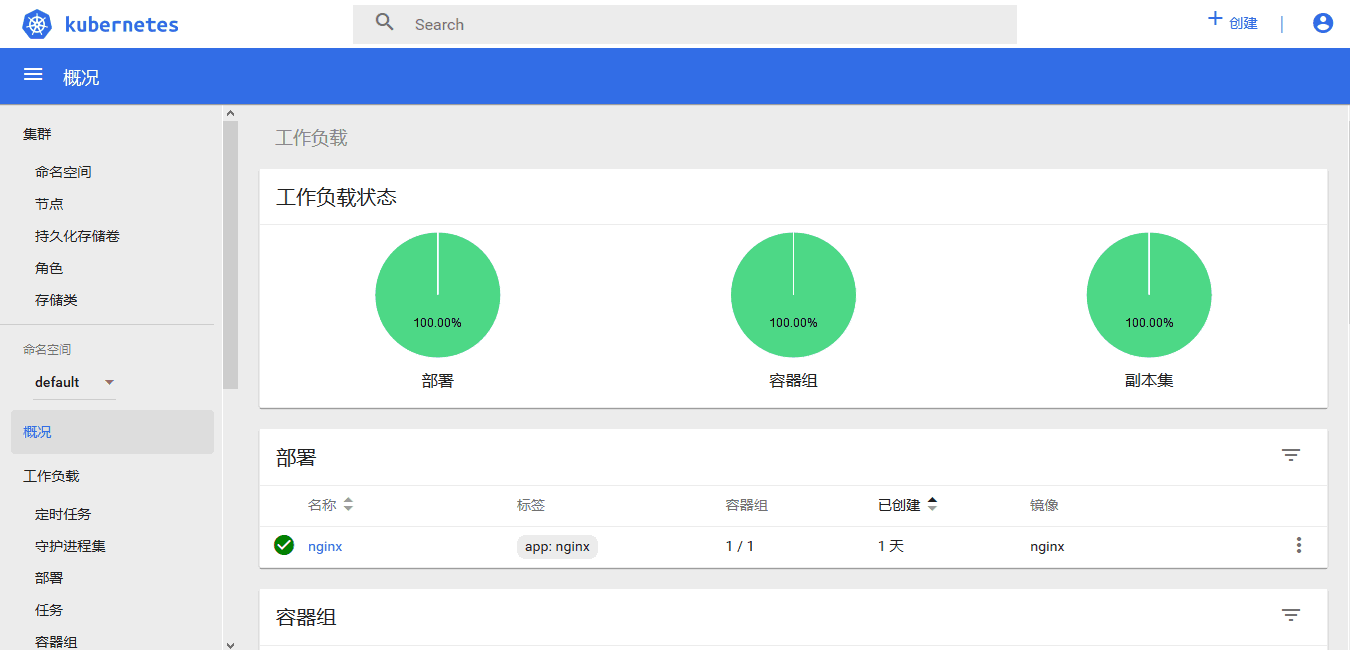 kubernetes
Search
创建
概况
集群
命名空间
节点
持久化存储卷
角色
存储类
命名空间
default
概况
工作负载
定时任务
守护进程集
部署
任务
容器组
工作负载
工作负载状态
100.00% 100.00% 100.00%
部署 容器组 副本集
部署
名称 标签 容器组 已创建 镜像
nginx app: nginx 1 / 1 1 天 nginx
容器组